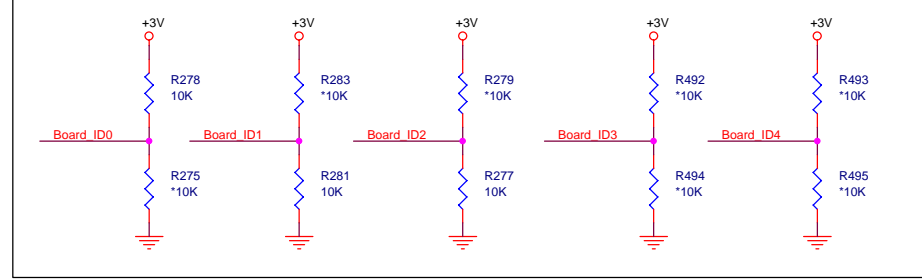 +3V +3V +3V +3V +3V
R278 R283 R279 R492 R493
10K *10K *10K *10K *10K
Board_ID0 Board_ID1 Board_ID2 Board_ID3 Board_ID4
R275 R281 R277 R494 R495
*10K 10K 10K *10K *10K